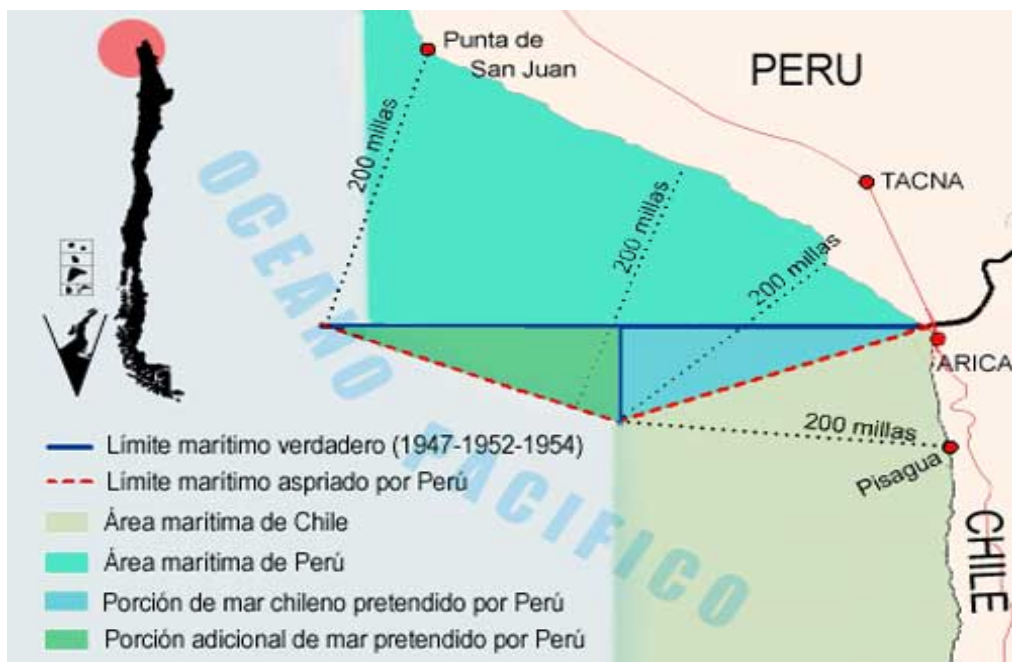 Punta de
San Juan
PERU
200 millas
TACNA
OCEANO
PACIFICO
200 millas
200 millas
ARICA
200 millas
Pisagua
CHILE
Límite marítimo verdadero (1947-1952-1954)
Límite marítimo aspriado por Perú
Área marítima de Chile
Área marítima de Perú
Porción de mar chileno pretendido por Perú
Porción adicional de mar pretendido por Perú